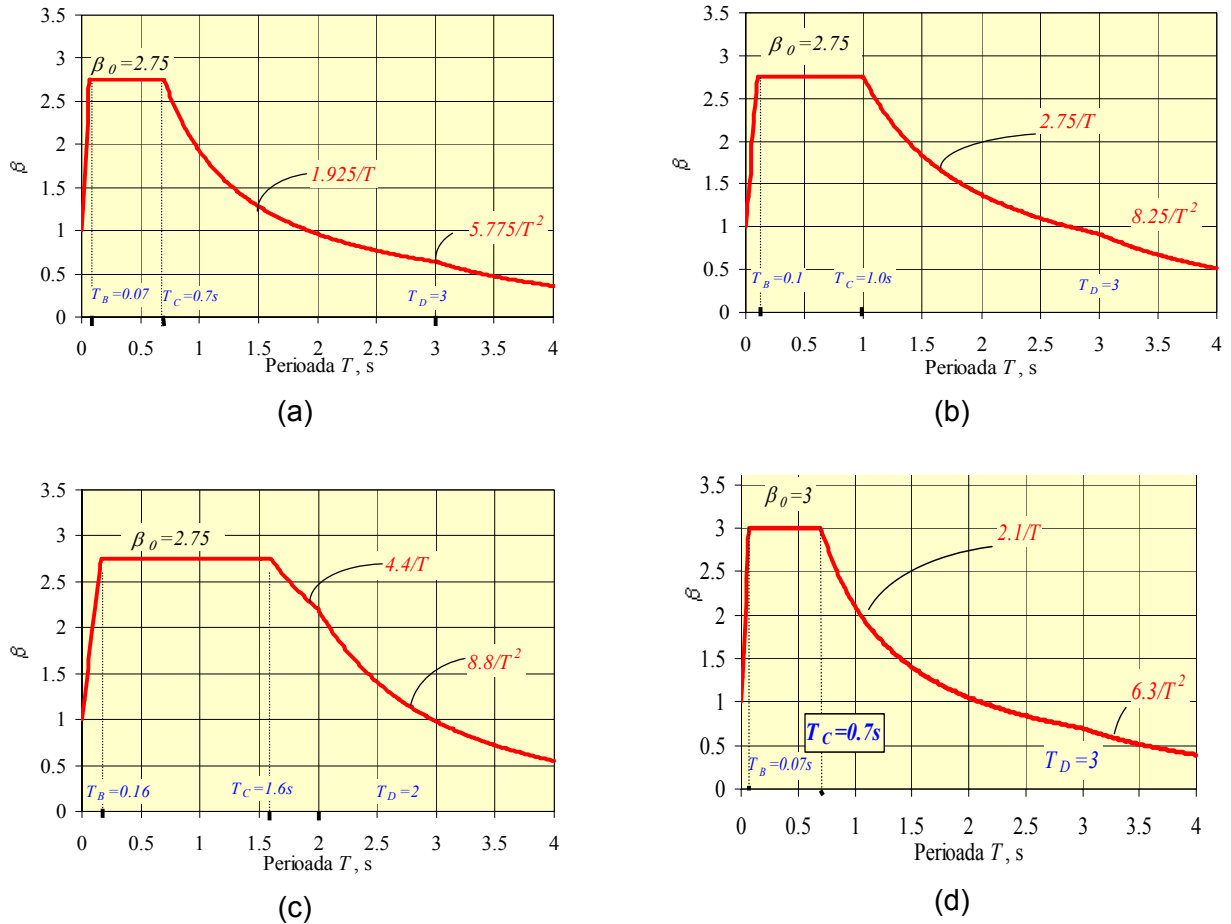 3.5
3
2.5
2
1.5
1
0.5
0
β
β0=2.75
1.925/T
5.775/T²
TB=0.07
TC=0.7s
TD=3
0 0.5 1 1.5 2 2.5 3 3.5 4
Perioada T, s
(a)
3.5
3
2.5
2
1.5
1
0.5
0
β
β0=2.75
2.75/T
8.25/T²
TB=0.1
TC=1.0s
TD=3
0 0.5 1 1.5 2 2.5 3 3.5 4
Perioada T, s
(b)
3.5
3
2.5
2
1.5
1
0.5
0
β
β0=2.75
4.4/T
8.8/T²
TB=0.16
TC=1.6s
TD=2
0 0.5 1 1.5 2 2.5 3 3.5 4
Perioada T, s
(c)
3.5
3
2.5
2
1.5
1
0.5
0
β
β0=3
2.1/T
6.3/T²
TC=0.7s
TB=0.07s
TD=3
0 0.5 1 1.5 2 2.5 3 3.5 4
Perioada T, s
(d)